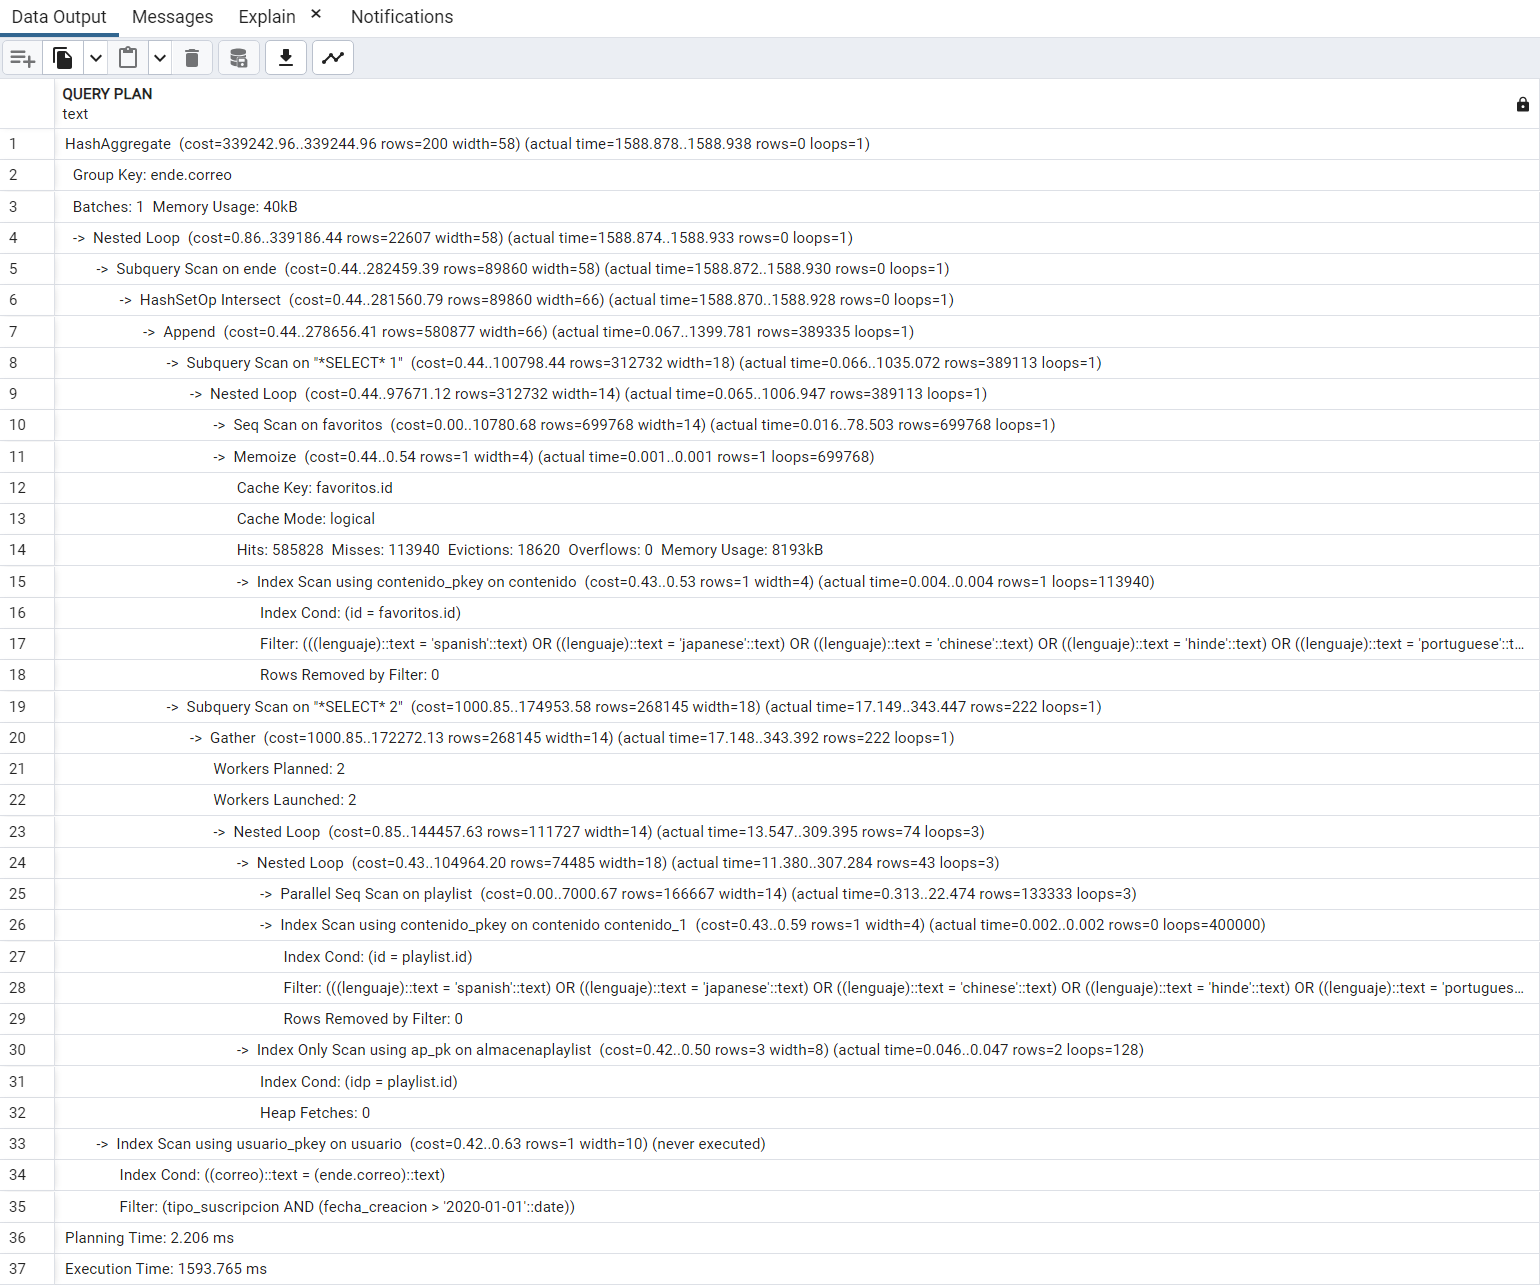 Data Output Messages Explain × Notifications
QUERY PLAN
text
1 HashAggregate (cost=339242.96..339244.96 rows=200 width=58) (actual time=1588.878..1588.938 rows=0 loops=1)
2 Group Key: ende.correo
3 Batches: 1 Memory Usage: 40kB
4 -> Nested Loop (cost=0.86..339186.44 rows=22607 width=58) (actual time=1588.874..1588.933 rows=0 loops=1)
5 -> Subquery Scan on ende (cost=0.44..282459.39 rows=89860 width=58) (actual time=1588.872..1588.930 rows=0 loops=1)
6 -> HashSetOp Intersect (cost=0.44..281560.79 rows=89860 width=66) (actual time=1588.870..1588.928 rows=0 loops=1)
7 -> Append (cost=0.44..278656.41 rows=580877 width=66) (actual time=0.067..1399.781 rows=389335 loops=1)
8 -> Subquery Scan on "*SELECT* 1" (cost=0.44..100798.44 rows=312732 width=18) (actual time=0.066..1035.072 rows=389113 loops=1)
9 -> Nested Loop (cost=0.44..97671.12 rows=312732 width=14) (actual time=0.065..1006.947 rows=389113 loops=1)
10 -> Seq Scan on favoritos (cost=0.00..10780.68 rows=699768 width=14) (actual time=0.016..78.503 rows=699768 loops=1)
11 -> Memoize (cost=0.44..0.54 rows=1 width=4) (actual time=0.001..0.001 rows=1 loops=699768)
12 Cache Key: favoritos.id
13 Cache Mode: logical
14 Hits: 585828 Misses: 113940 Evictions: 18620 Overflows: 0 Memory Usage: 8193kB
15 -> Index Scan using contenido_pkey on contenido (cost=0.43..0.53 rows=1 width=4) (actual time=0.004..0.004 rows=1 loops=113940)
16 Index Cond: (id = favoritos.id)
17 Filter: (((lenguaje)::text = 'spanish'::text) OR ((lenguaje)::text = 'japanese'::text) OR ((lenguaje)::text = 'chinese'::text) OR ((lenguaje)::text = 'hinde'::text) OR ((lenguaje)::text = 'portuguese'::t...
18 Rows Removed by Filter: 0
19 -> Subquery Scan on "*SELECT* 2" (cost=1000.85..174953.58 rows=268145 width=18) (actual time=17.149..343.447 rows=222 loops=1)
20 -> Gather (cost=1000.85..172272.13 rows=268145 width=14) (actual time=17.148..343.392 rows=222 loops=1)
21 Workers Planned: 2
22 Workers Launched: 2
23 -> Nested Loop (cost=0.85..144457.63 rows=111727 width=14) (actual time=13.547..309.395 rows=74 loops=3)
24 -> Nested Loop (cost=0.43..104964.20 rows=74485 width=18) (actual time=11.380..307.284 rows=43 loops=3)
25 -> Parallel Seq Scan on playlist (cost=0.00..7000.67 rows=166667 width=14) (actual time=0.313..22.474 rows=133333 loops=3)
26 -> Index Scan using contenido_pkey on contenido contenido_1 (cost=0.43..0.59 rows=1 width=4) (actual time=0.002..0.002 rows=0 loops=400000)
27 Index Cond: (id = playlist.id)
28 Filter: (((lenguaje)::text = 'spanish'::text) OR ((lenguaje)::text = 'japanese'::text) OR ((lenguaje)::text = 'chinese'::text) OR ((lenguaje)::text = 'hinde'::text) OR ((lenguaje)::text = 'portugues...
29 Rows Removed by Filter: 0
30 -> Index Only Scan using ap_pk on almacenaplaylist (cost=0.42..0.50 rows=3 width=8) (actual time=0.046..0.047 rows=2 loops=128)
31 Index Cond: (idp = playlist.id)
32 Heap Fetches: 0
33 -> Index Scan using usuario_pkey on usuario (cost=0.42..0.63 rows=1 width=10) (never executed)
34 Index Cond: ((correo)::text = (ende.correo)::text)
35 Filter: (tipo_suscripcion AND (fecha_creacion > '2020-01-01'::date))
36 Planning Time: 2.206 ms
37 Execution Time: 1593.765 ms